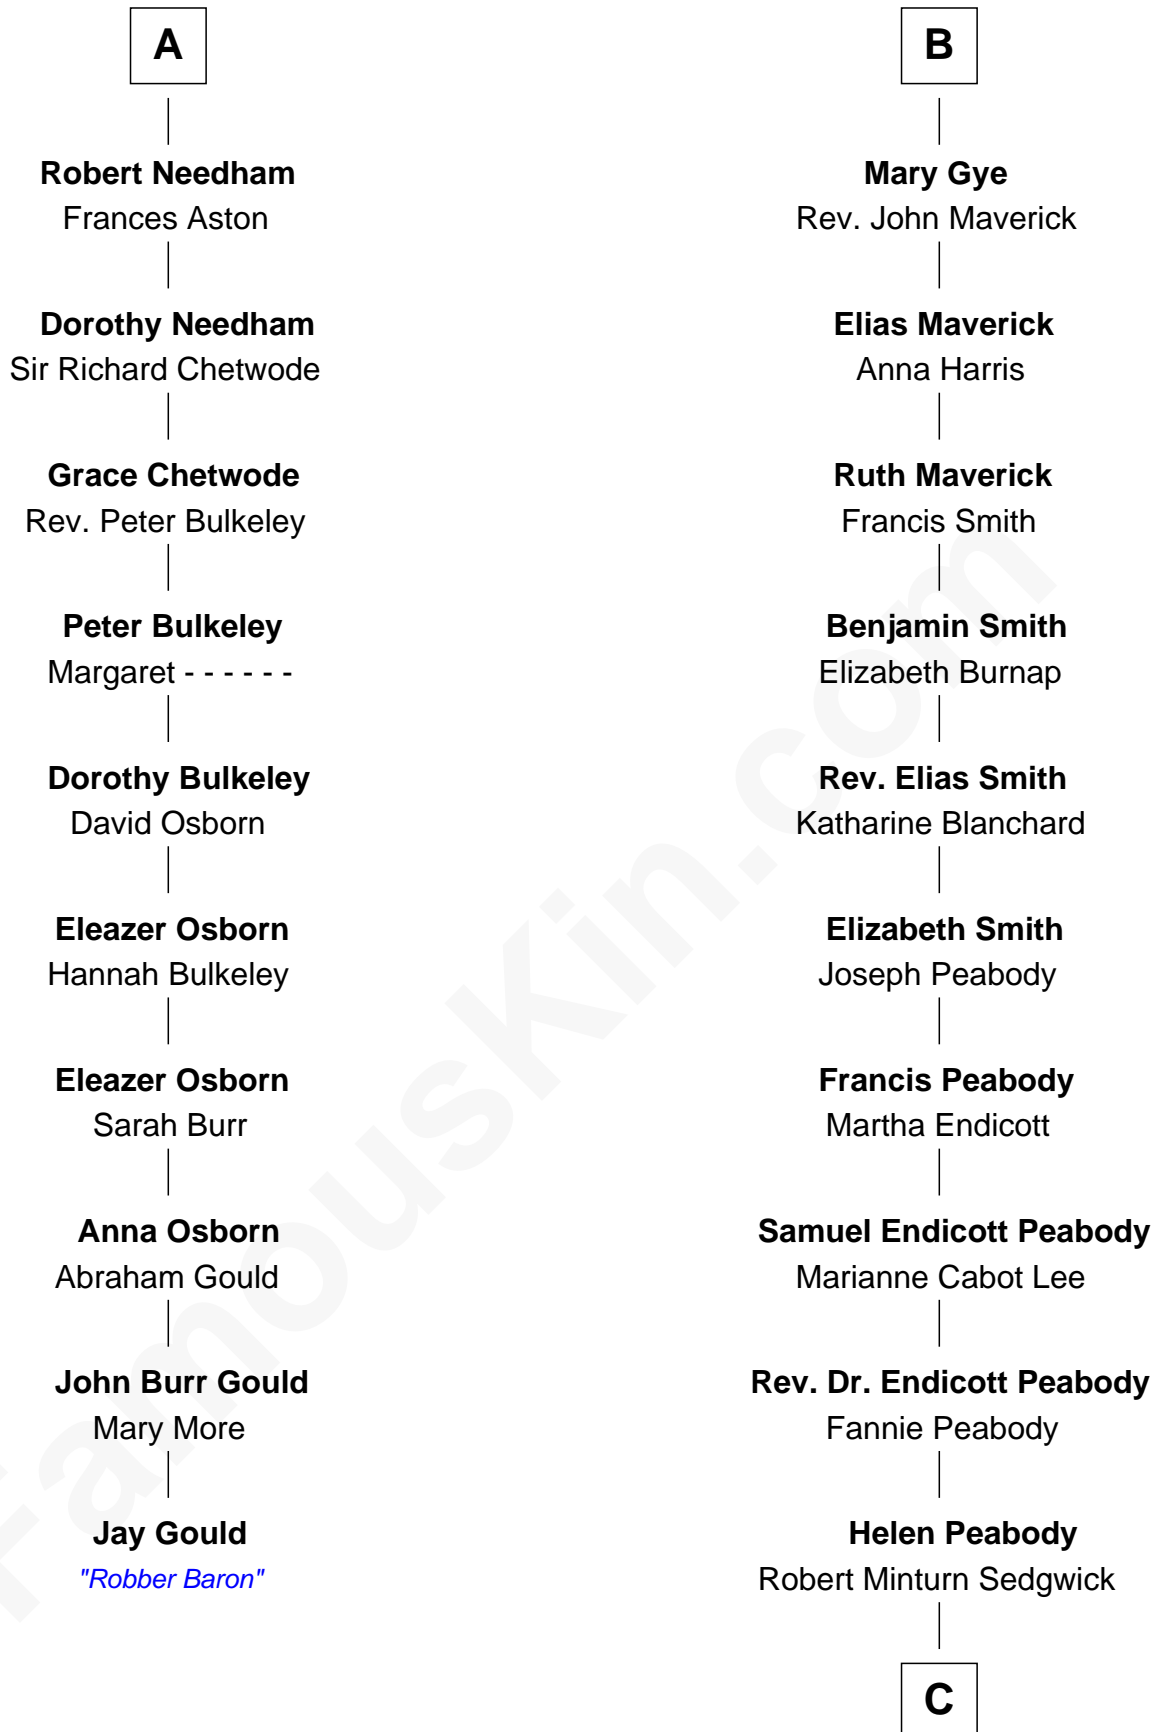 A
Robert Needham
Frances Aston
Dorothy Needham
Sir Richard Chetwode
Grace Chetwode
Rev. Peter Bulkeley
Peter Bulkeley
Margaret - - - - - -
Dorothy Bulkeley
David Osborn
Eleazer Osborn
Hannah Bulkeley
Eleazer Osborn
Sarah Burr
Anna Osborn
Abraham Gould
John Burr Gould
Mary More
Jay Gould
"Robber Baron"
B
Mary Gye
Rev. John Maverick
Elias Maverick
Anna Harris
Ruth Maverick
Francis Smith
Benjamin Smith
Elizabeth Burnap
Rev. Elias Smith
Katharine Blanchard
Elizabeth Smith
Joseph Peabody
Francis Peabody
Martha Endicott
Samuel Endicott Peabody
Marianne Cabot Lee
Rev. Dr. Endicott Peabody
Fannie Peabody
Helen Peabody
Robert Minturn Sedgwick
C
FamousKin.com